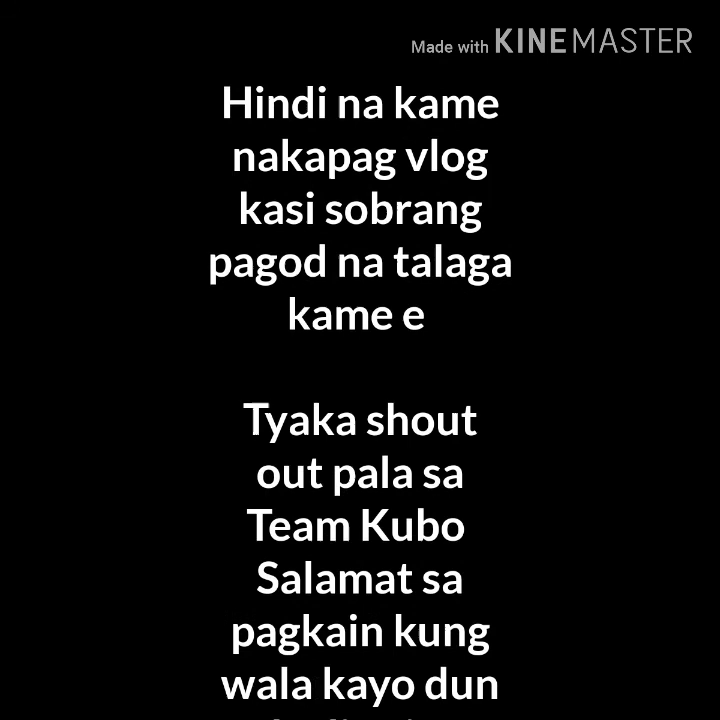 Made with KINEMASTER
Hindi na kame
nakapag vlog
kasi sobrang
pagod na talaga
kame e
Tyaka shout
out pala sa
Team Kubo
Salamat sa
pagkain kung
wala kayo dun